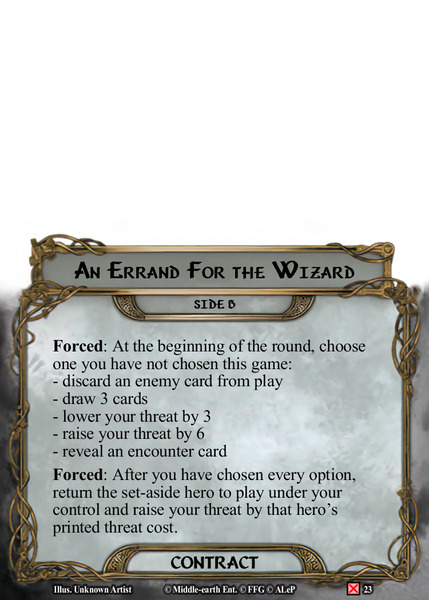 An Errand For the Wizard
SIDE B
Forced: At the beginning of the round, choose
one you have not chosen this game:
- discard an enemy card from play
- draw 3 cards
- lower your threat by 3
- raise your threat by 6
- reveal an encounter card
Forced: After you have chosen every option,
return the set-aside hero to play under your
control and raise your threat by that hero's
printed threat cost.
CONTRACT
Illus. Unknown Artist © Middle-earth Ent. © FFG © ALeP 23